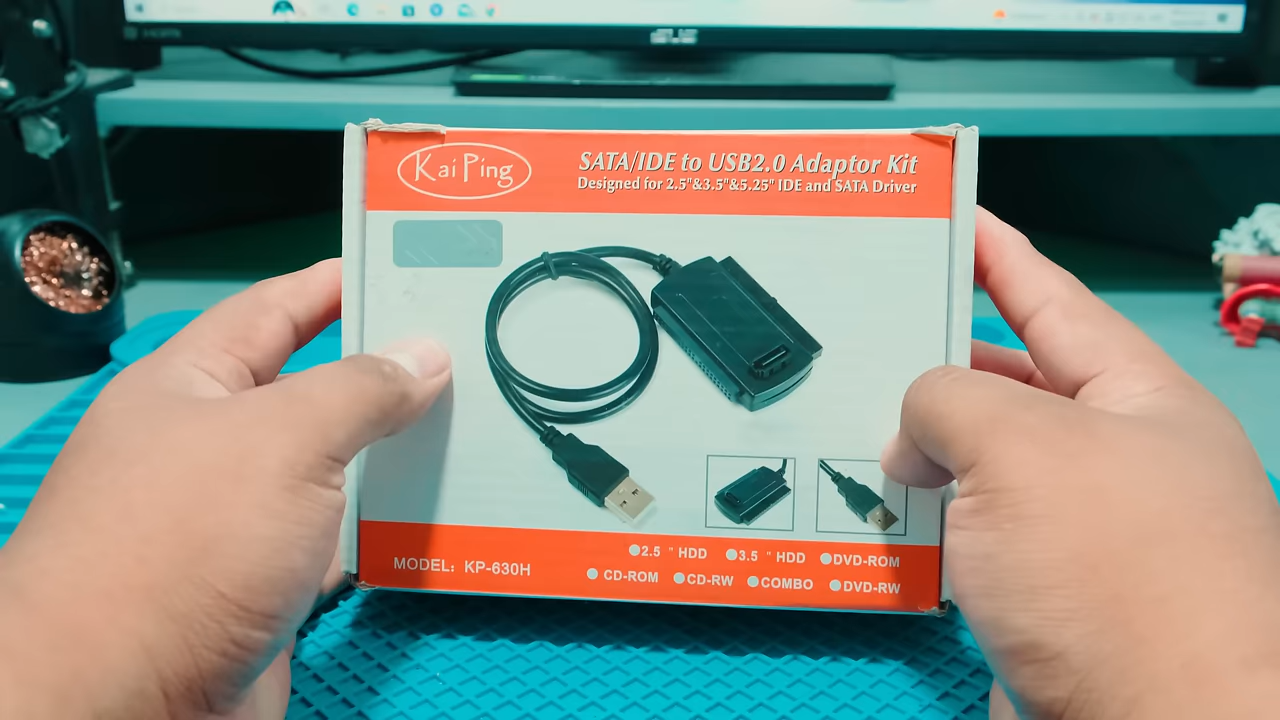 HDMI
ASUS
Kai Ping
SATA/IDE to USB2.0 Adaptor Kit
Designed for 2.5"&3.5"&5.25" IDE and SATA Driver
MODEL: KP-630H
●2.5 " HDD ●3.5 " HDD ●DVD-ROM
● CD-ROM ●CD-RW ●COMBO ●DVD-RW